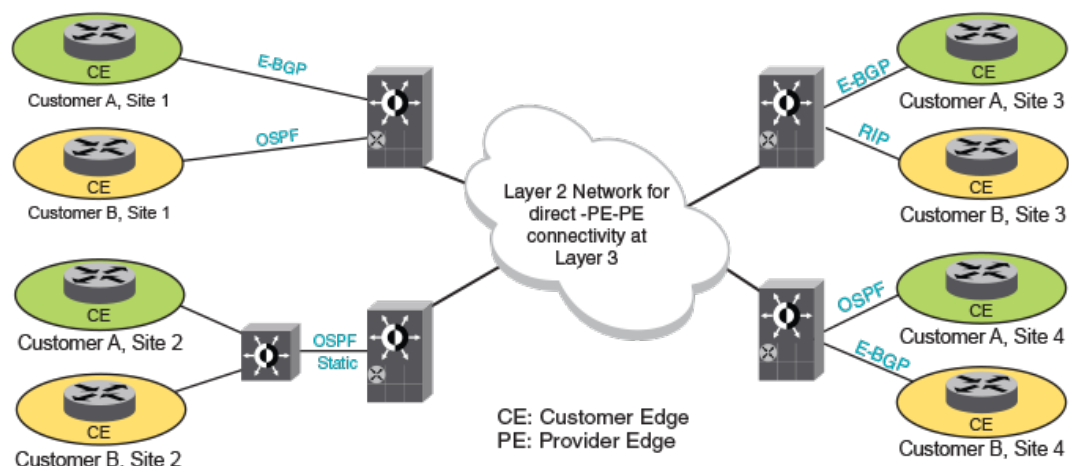 CE
Customer A, Site 1
E-BGP
CE
Customer B, Site 1
OSPF
CE
Customer A, Site 2
CE
Customer B, Site 2
OSPF
Static
Layer 2 Network for
direct -PE-PE
connectivity at
Layer 3
CE: Customer Edge
PE: Provider Edge
E-BGP
CE
Customer A, Site 3
RIP
CE
Customer B, Site 3
OSPF
CE
Customer A, Site 4
E-BGP
CE
Customer B, Site 4